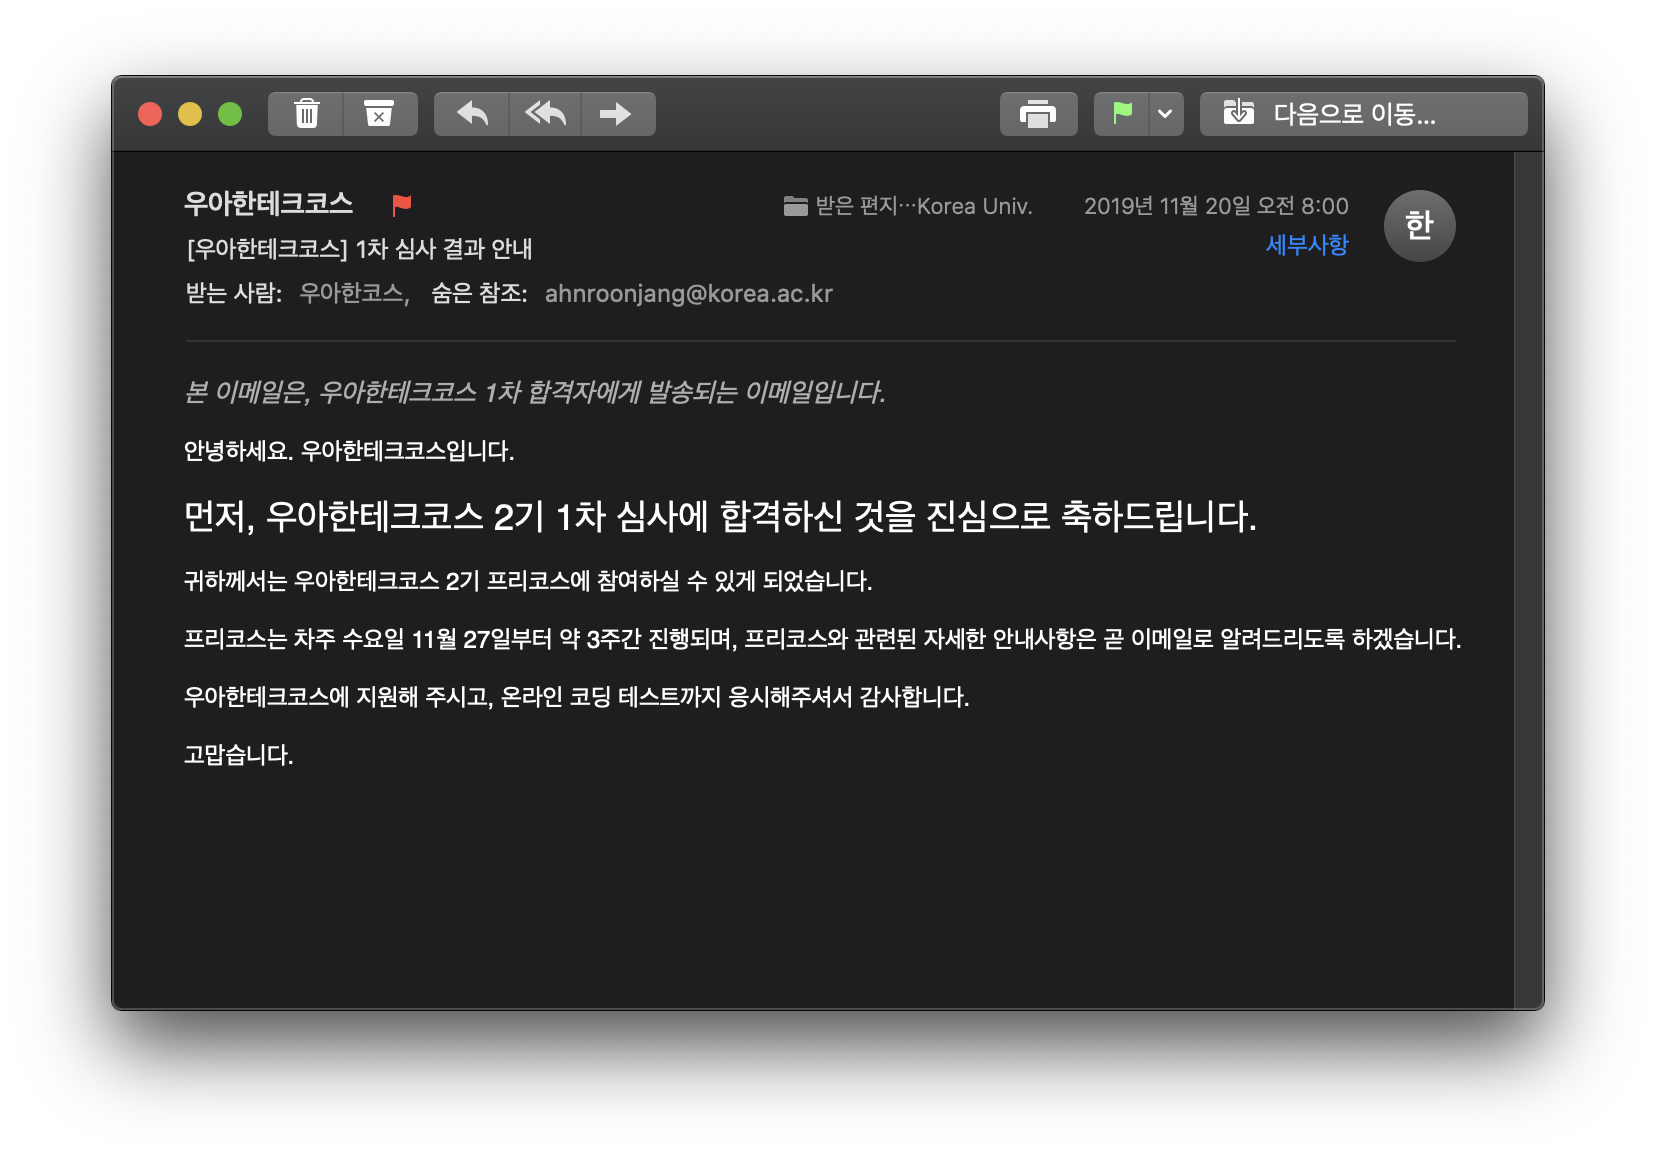 다음으로 이동...
우아한테크코스
받은 편지…Korea Univ.
2019년 11월 20일 오전 8:00
한
[우아한테크코스] 1차 심사 결과 안내
세부사항
받는 사람: 우아한코스, 숨은 참조: ahnroonjang@korea.ac.kr
본 이메일은, 우아한테크코스 1차 합격자에게 발송되는 이메일입니다.
안녕하세요. 우아한테크코스입니다.
먼저, 우아한테크코스 2기 1차 심사에 합격하신 것을 진심으로 축하드립니다.
귀하께서는 우아한테크코스 2기 프리코스에 참여하실 수 있게 되었습니다.
프리코스는 차주 수요일 11월 27일부터 약 3주간 진행되며, 프리코스와 관련된 자세한 안내사항은 곧 이메일로 알려드리도록 하겠습니다.
우아한테크코스에 지원해 주시고, 온라인 코딩 테스트까지 응시해주셔서 감사합니다.
고맙습니다.